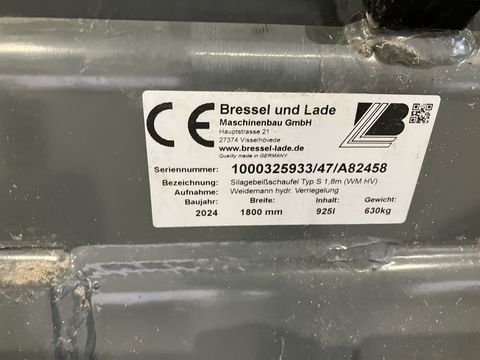 CE Bressel und Lade
Maschinenbau GmbH
Hauptstrasse 21
27374 Visselhövede
www.bressel-lade.de
Quality made in GERMANY
LB
Seriennummer: 1000325933/47/A82458
Bezeichnung: Silagebeißschaufel Typ S 1,8m (WM HV)
Aufnahme: Weidemann hydr. Verriegelung
Baujahr: Breite: Inhalt: Gewicht:
2024 1800 mm 925l 630kg